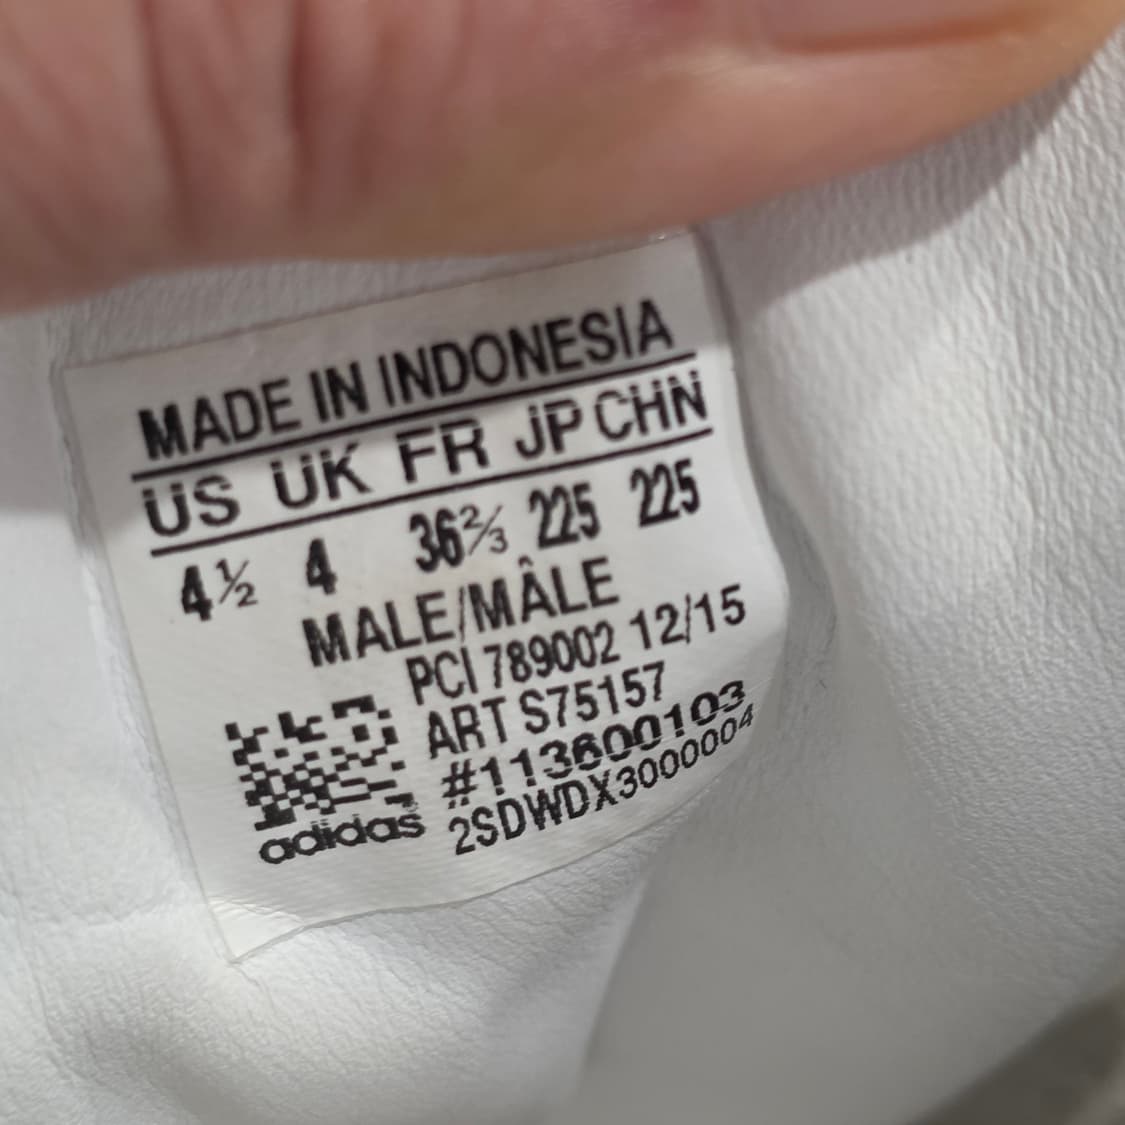 MADE IN INDONESIA
US UK FR JP CHN
4½ 4 36⅔ 225 225
MALE/MÂLE
PCI 789002 12/15
ART S75157
#113600103
2SDWDX3000004
adidas